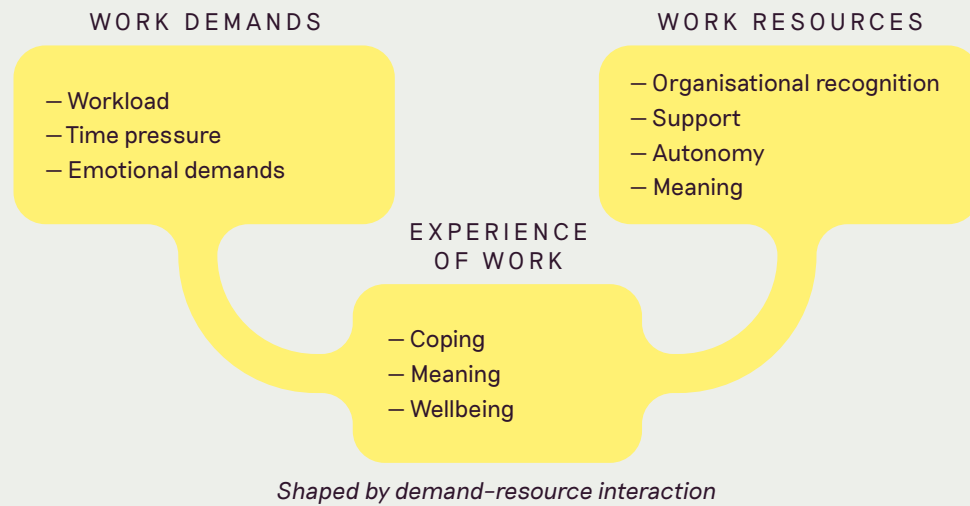 WORK DEMANDS
— Workload
— Time pressure
— Emotional demands
WORK RESOURCES
— Organisational recognition
— Support
— Autonomy
— Meaning
EXPERIENCE
OF WORK
— Coping
— Meaning
— Wellbeing
Shaped by demand–resource interaction